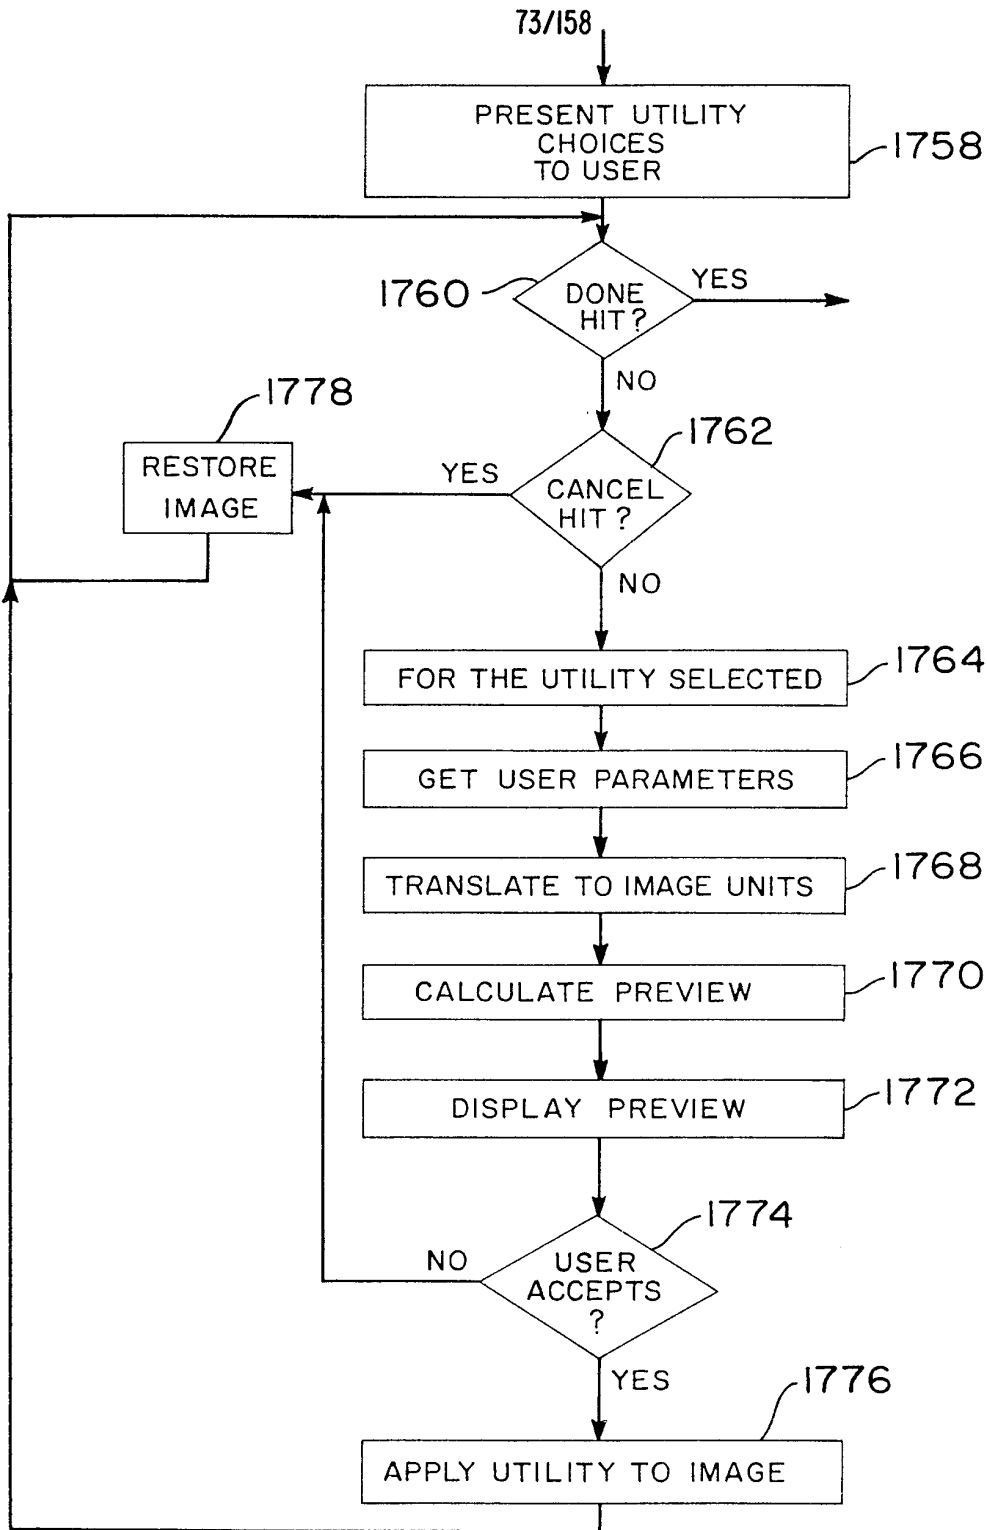 73/158
PRESENT UTILITY
CHOICES
TO USER
1758
1760
DONE
HIT?
YES
NO
1778
1762
RESTORE
IMAGE
YES
CANCEL
HIT?
NO
FOR THE UTILITY SELECTED
1764
GET USER PARAMETERS
1766
TRANSLATE TO IMAGE UNITS
1768
CALCULATE PREVIEW
1770
DISPLAY PREVIEW
1772
1774
NO
USER
ACCEPTS
?
YES
1776
APPLY UTILITY TO IMAGE